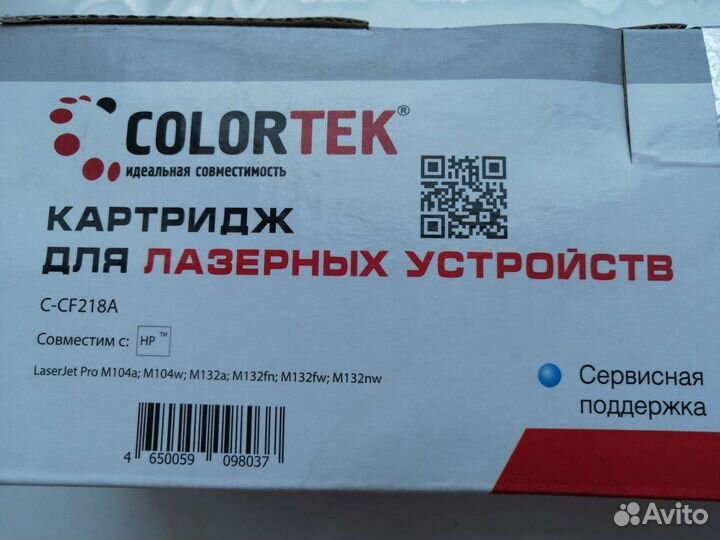 COLORTEK®
идеальная совместимость
КАРТРИДЖ
ДЛЯ ЛАЗЕРНЫХ УСТРОЙСТВ
C-CF218A
Совместим с: HP™
LaserJet Pro M104a; M104w; M132a; M132fn; M132fw; M132nw
Сервисная
поддержка
4 650059 098037
Avito